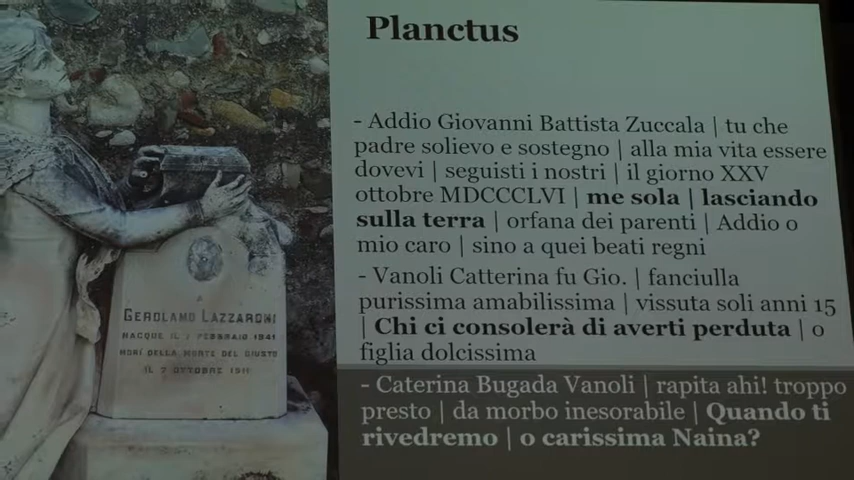 Planctus
- Addio Giovanni Battista Zuccala | tu che
padre solievo e sostegno | alla mia vita essere
dovevi | seguisti i nostri | il giorno XXV
ottobre MDCCCLVI | me sola | lasciando
sulla terra | orfana dei parenti | Addio o
mio caro | sino a quei beati regni
- Vanoli Catterina fu Gio. | fanciulla
purissima amabilissima | vissuta soli anni 15
| Chi ci consolerà di averti perduta | o
figlia dolcissima
- Caterina Bugada Vanoli | rapita ahi! troppo
presto | da morbo inesorabile | Quando ti
rivedremo | o carissima Naina?
A
GEROLAMO LAZZARONI
NACQUE IL 7 FEBBRAIO 1841
MORÌ DELLA MORTE DEL GIUSTO
IL 7 OTTOBRE 1911